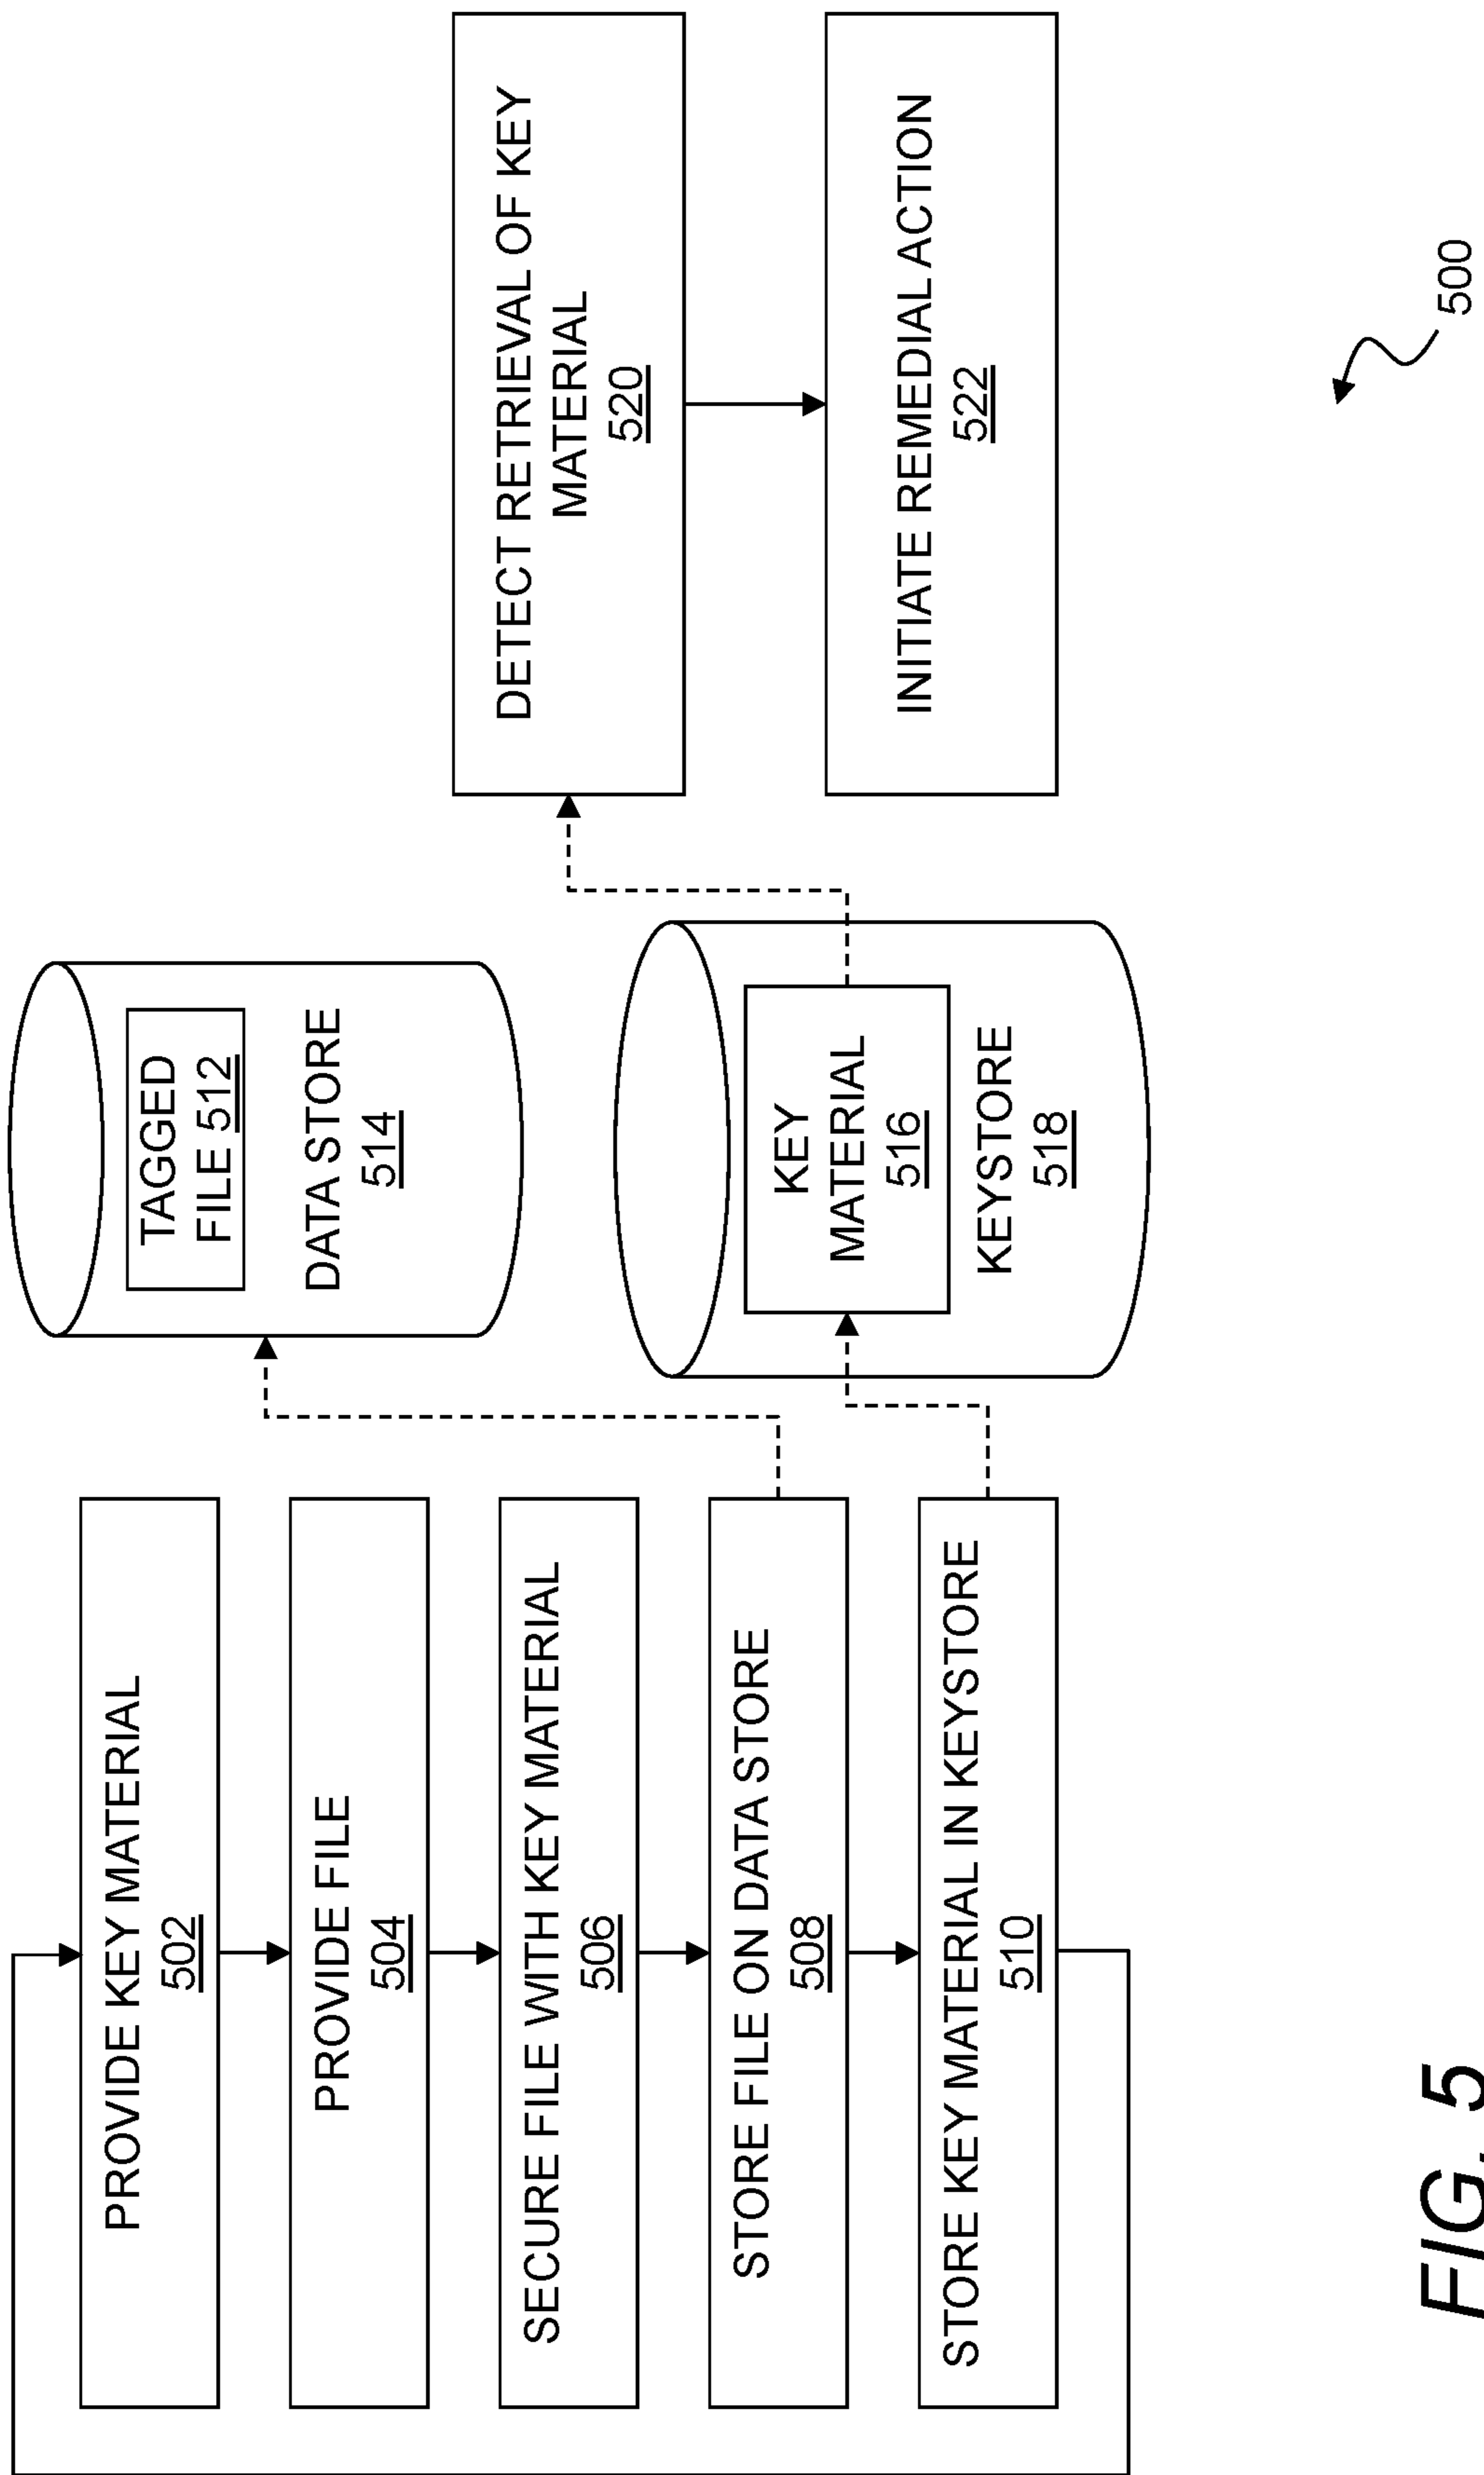 PROVIDE KEY MATERIAL
502
PROVIDE FILE
504
SECURE FILE WITH KEY MATERIAL
506
STORE FILE ON DATA STORE
508
STORE KEY MATERIAL IN KEYSTORE
510
TAGGED
FILE 512
DATA STORE
514
KEY
MATERIAL
516
KEYSTORE
518
DETECT RETRIEVAL OF KEY
MATERIAL
520
INITIATE REMEDIAL ACTION
522
500
FIG. 5